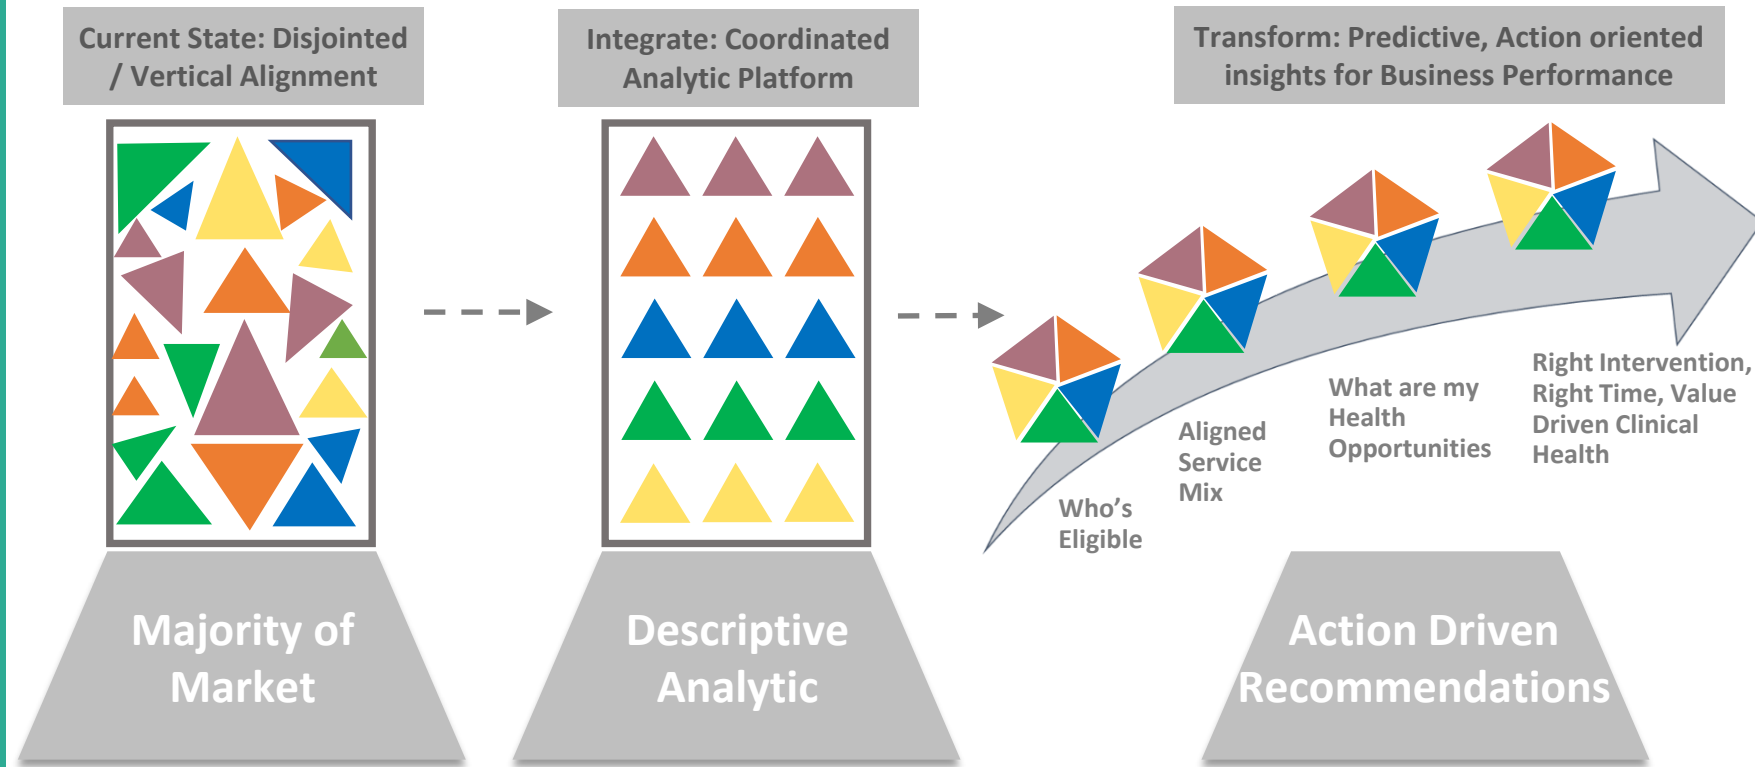 Current State: Disjointed
/ Vertical Alignment
Integrate: Coordinated
Analytic Platform
Transform: Predictive, Action oriented
insights for Business Performance
Who's
Eligible
Aligned
Service
Mix
What are my
Health
Opportunities
Right Intervention,
Right Time, Value
Driven Clinical
Health
Majority of
Market
Descriptive
Analytic
Action Driven
Recommendations